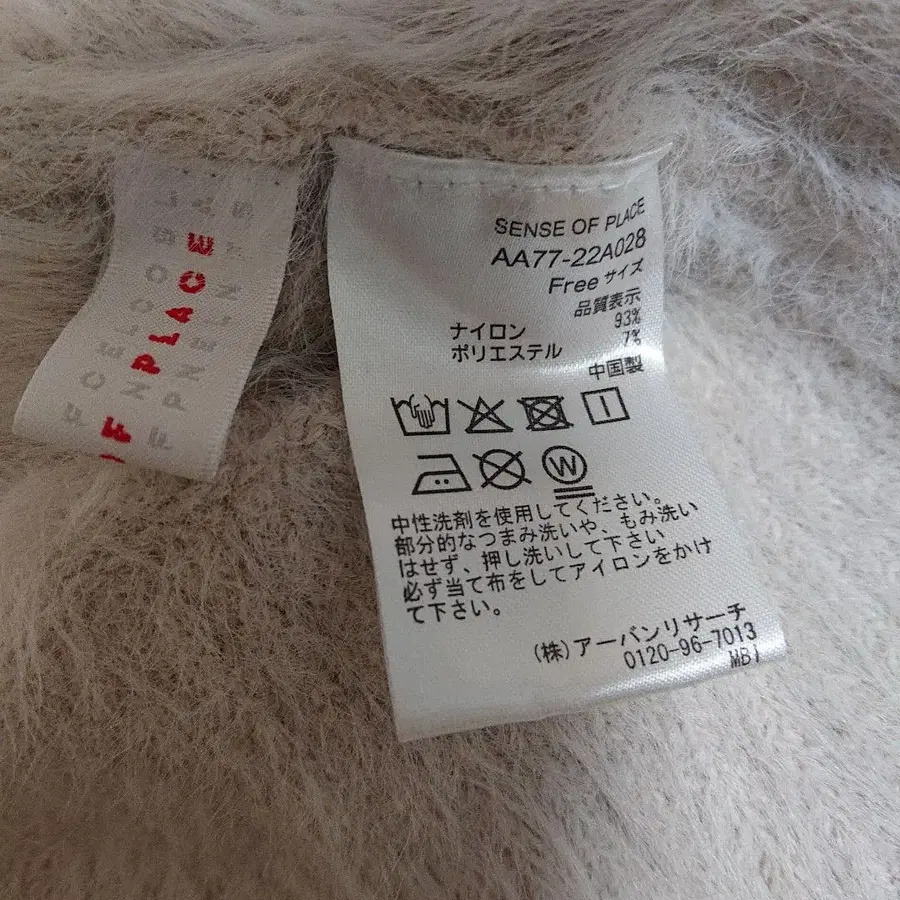 OF PLACE
SENSE OF PLACE
AA77-22A028
Free サイズ
品質表示
ナイロン 93%
ポリエステル 7%
中国製
W
中性洗剤を使用してください。
部分的なつまみ洗いや、もみ洗い
はせず、押し洗いして下さい
必ず当て布をしてアイロンをかけ
て下さい。
(株)アーバンリサーチ
0120-96-7013